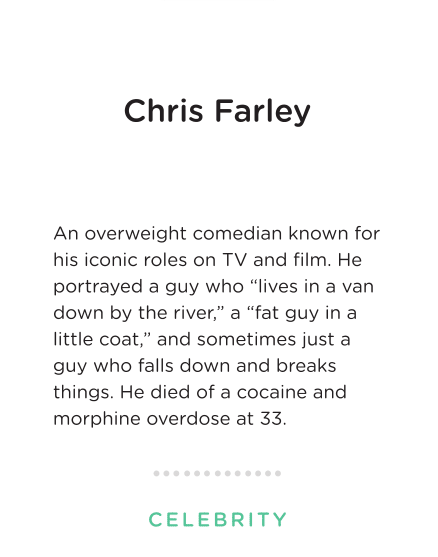 Chris Farley
An overweight comedian known for
his iconic roles on TV and film. He
portrayed a guy who “lives in a van
down by the river,” a “fat guy in a
little coat,” and sometimes just a
guy who falls down and breaks
things. He died of a cocaine and
morphine overdose at 33.
CELEBRITY